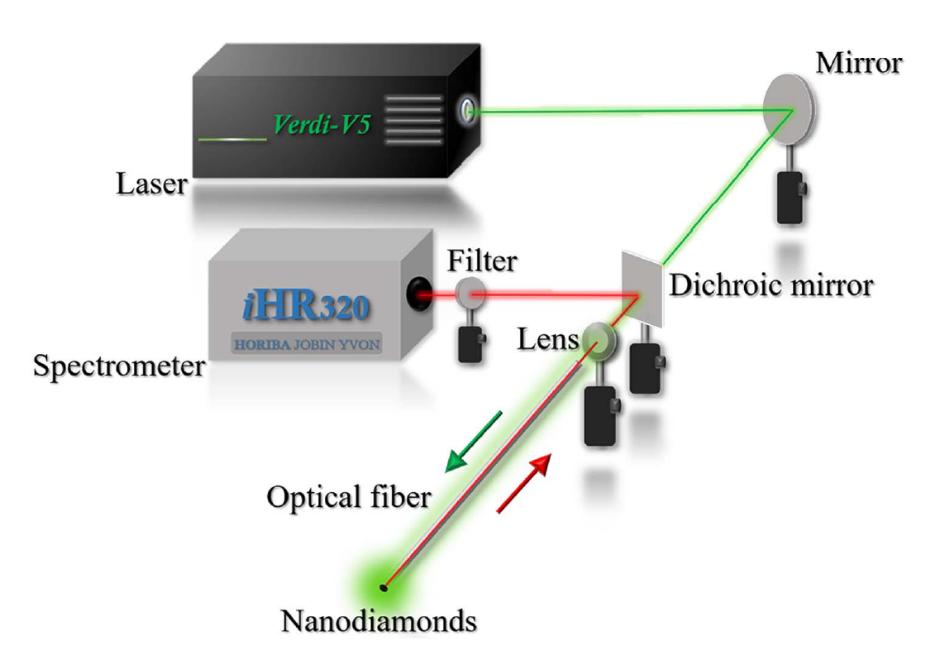 Mirror
Verdi-V5
Laser
Filter
Dichroic mirror
iHR320
HORIBA JOBIN YVON
Lens
Spectrometer
Optical fiber
Nanodiamonds